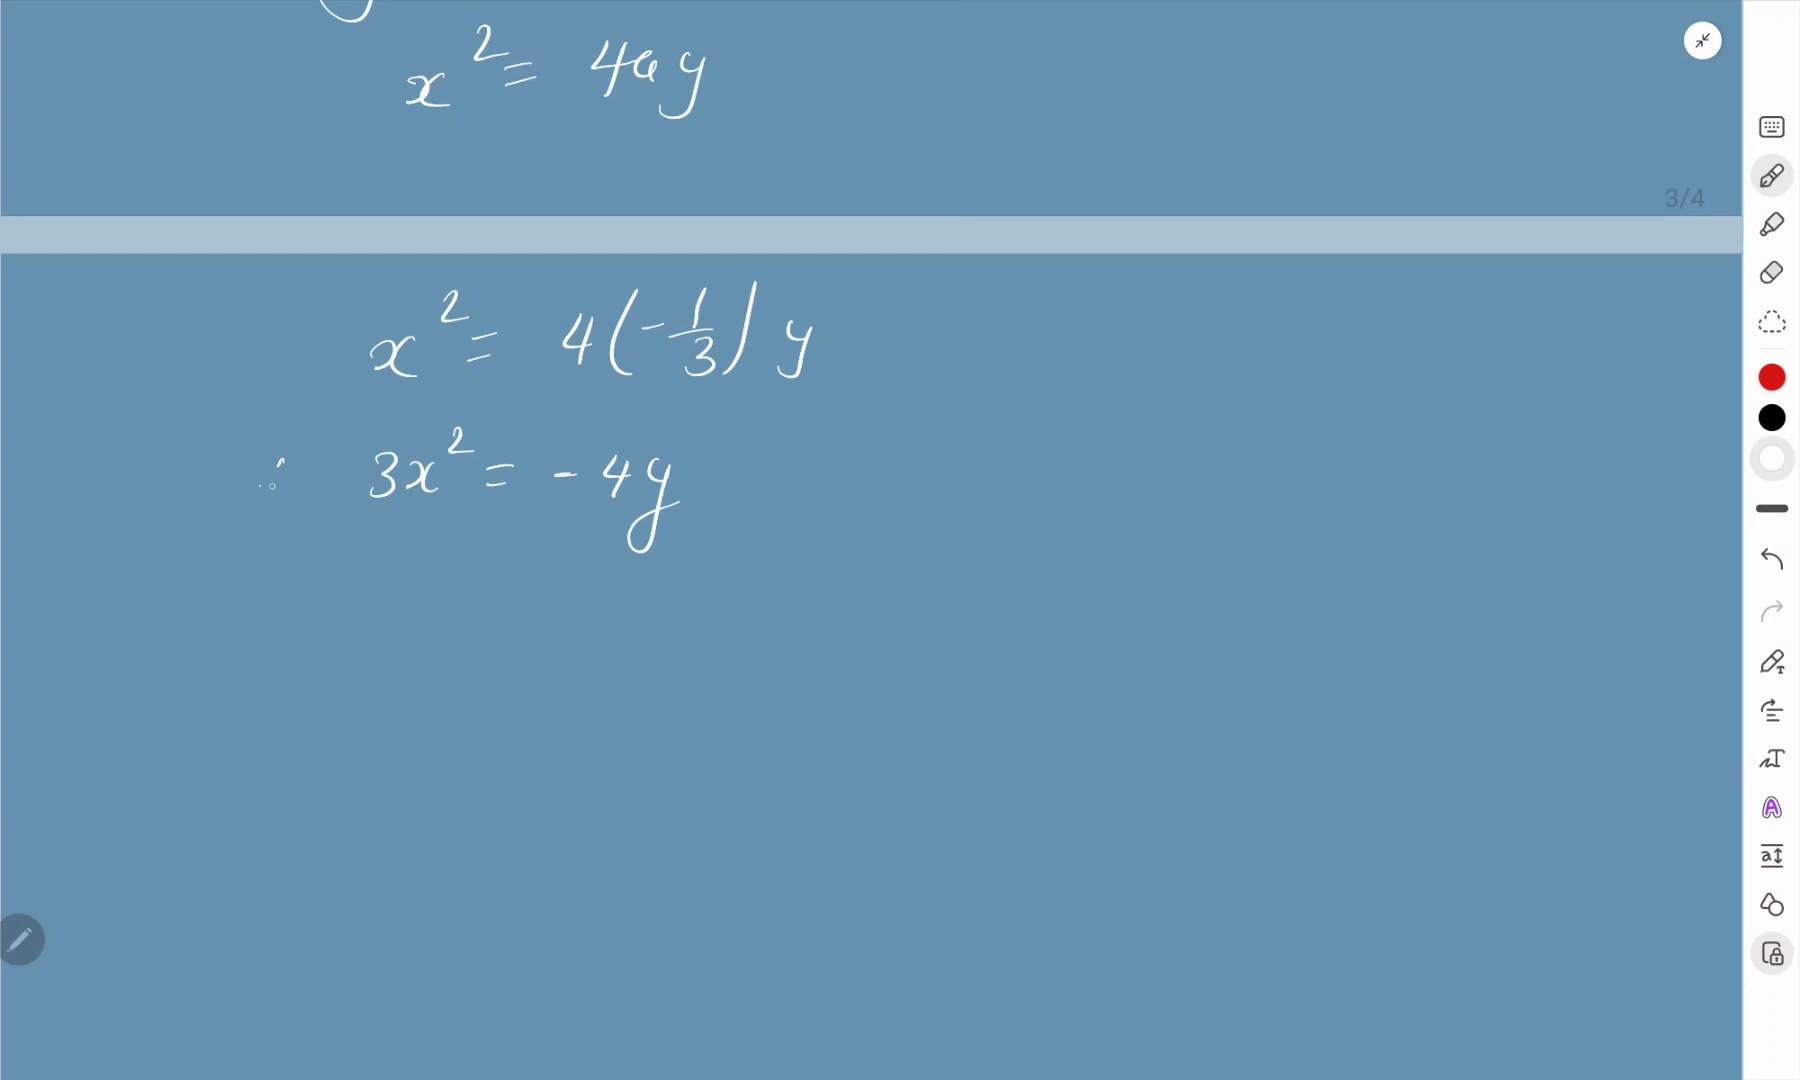 x² = 4ay
3/4
x² = 4(-1/3) y
∴ 3x² = - 4y